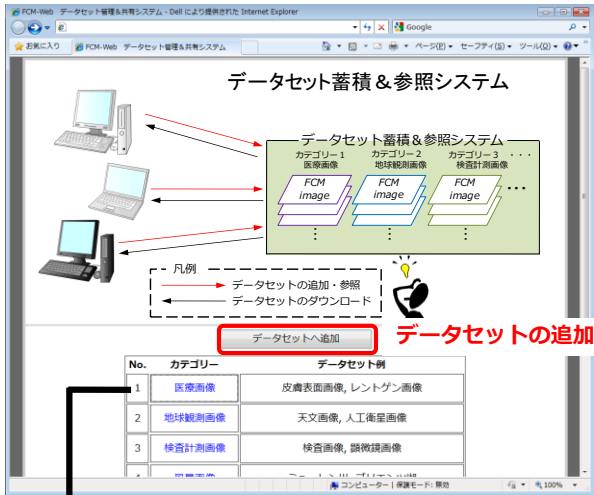 FCM-Web データセット管理&共有システム - Dell により提供された Internet Explorer
Google
お気に入り
FCM-Web データセット管理&共有システム
ページ(P)
セーフティ(S)
ツール(O)
データセット蓄積&参照システム
データセット蓄積&参照システム
カテゴリー1 カテゴリー2 カテゴリー3 ・・・
医療画像 地球観測画像 検査計測画像
FCM image FCM image FCM image ・・・
凡例
データセットの追加・参照
データセットのダウンロード
データセットへ追加
データセットの追加
No. カテゴリー データセット例
1 医療画像 皮膚表面画像, レントゲン画像
2 地球観測画像 天文画像, 人工衛星画像
3 検査計測画像 検査画像, 顕微鏡画像
コンピューター | 保護モード: 無効
100%